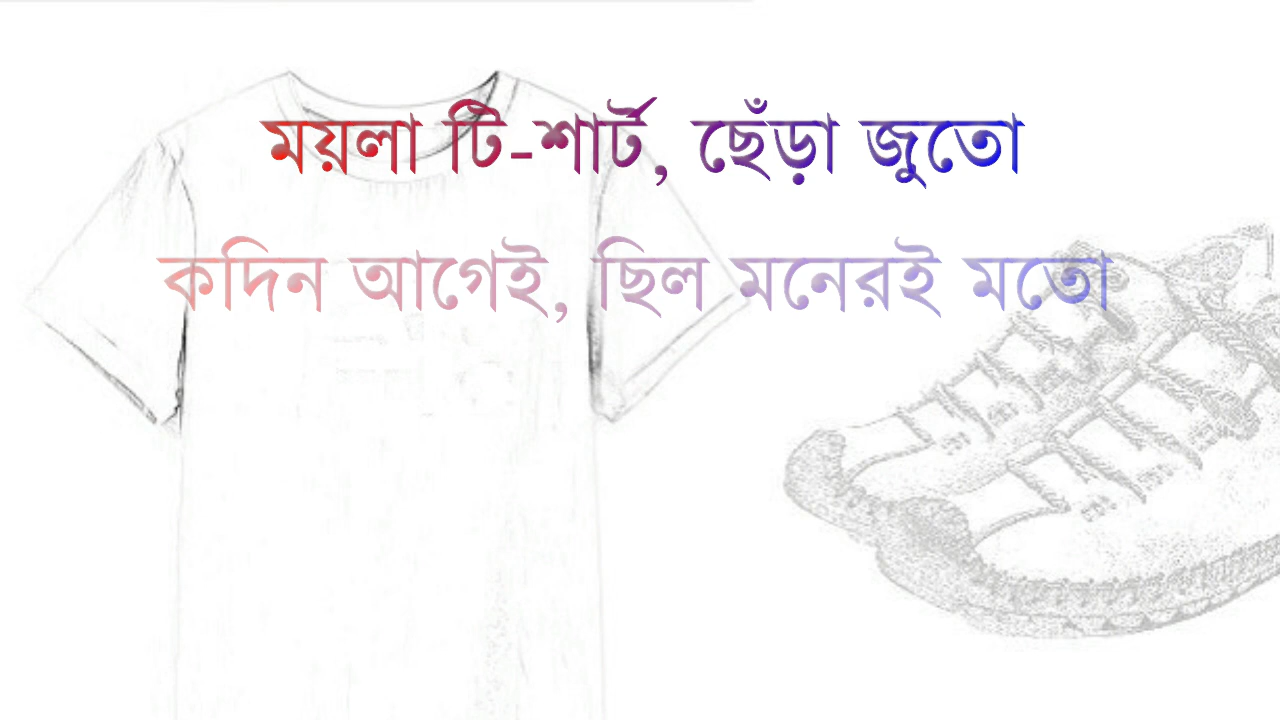 ময়লা টি-শার্ট, ছেঁড়া জুতো
কদিন আগেই, ছিল মনেরই মতো